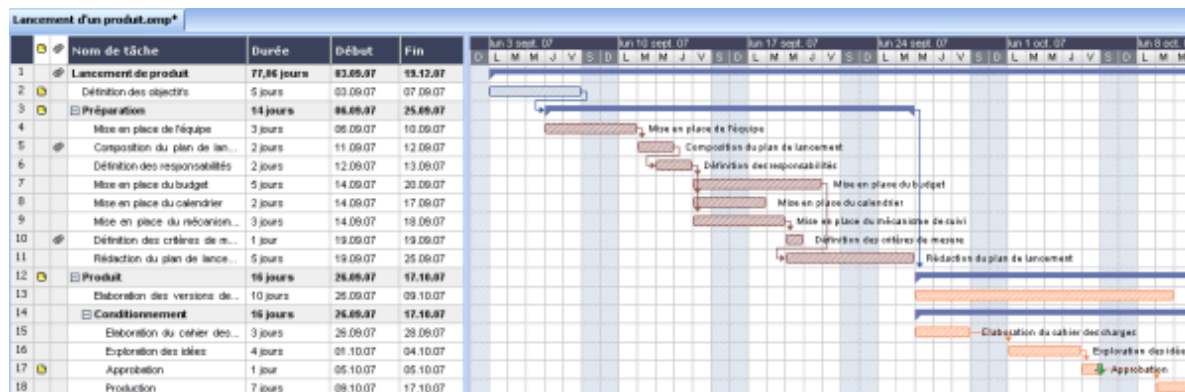 Lancement d'un produit.omp*
Nom de tâche Durée Début Fin
lun 3 sept. 07 lun 10 sept. 07 lun 17 sept. 07 lun 24 sept. 07 lun 1 oct. 07 lun 8 oct.
D L M M J V S D L M M J V S D L M M J V S D L M M J V S D L M M J V S D L M M
1 Lancement de produit 77,06 jours 03.09.07 19.12.07
2 Définition des objectifs 5 jours 03.09.07 07.09.07
3 Préparation 14 jours 06.09.07 25.09.07
4 Mise en place de l'équipe 3 jours 06.09.07 10.09.07 Mise en place de l'équipe
5 Composition du plan de lan... 2 jours 11.09.07 12.09.07 Composition du plan de lancement
6 Définition des responsabilités 2 jours 12.09.07 13.09.07 Définition des responsabilités
7 Mise en place du budget 5 jours 14.09.07 20.09.07 Mise en place du budget
8 Mise en place du calendrier 2 jours 14.09.07 17.09.07 Mise en place du calendrier
9 Mise en place du mécanism... 3 jours 14.09.07 18.09.07 Mise en place du mécanisme de suivi
10 Définition des critères de m... 1 jour 19.09.07 19.09.07 Définition des critères de mesure
11 Rédaction du plan de lance... 5 jours 19.09.07 25.09.07 Rédaction du plan de lancement
12 Produit 16 jours 26.09.07 17.10.07
13 Elaboration des versions de... 10 jours 26.09.07 09.10.07
14 Conditionnement 16 jours 26.09.07 17.10.07
15 Elaboration du cahier des... 3 jours 26.09.07 28.09.07 Elaboration du cahier des charges
16 Exploration des idées 4 jours 01.10.07 04.10.07 Exploration des idée
17 Approbation 1 jour 05.10.07 05.10.07 Approbation
18 Production 7 jours 09.10.07 17.10.07